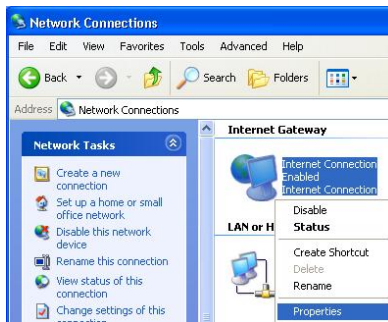 Network Connections
File Edit View Favorites Tools Advanced Help
Back Search Folders
Address Network Connections
Network Tasks
Create a new
connection
Set up a home or small
office network
Disable this network
device
Rename this connection
View status of this
connection
Change settings of this
connection
Internet Gateway
Internet Connection
Enabled
Internet Connection
Disable
Status
Create Shortcut
Delete
Rename
Properties
LAN or H